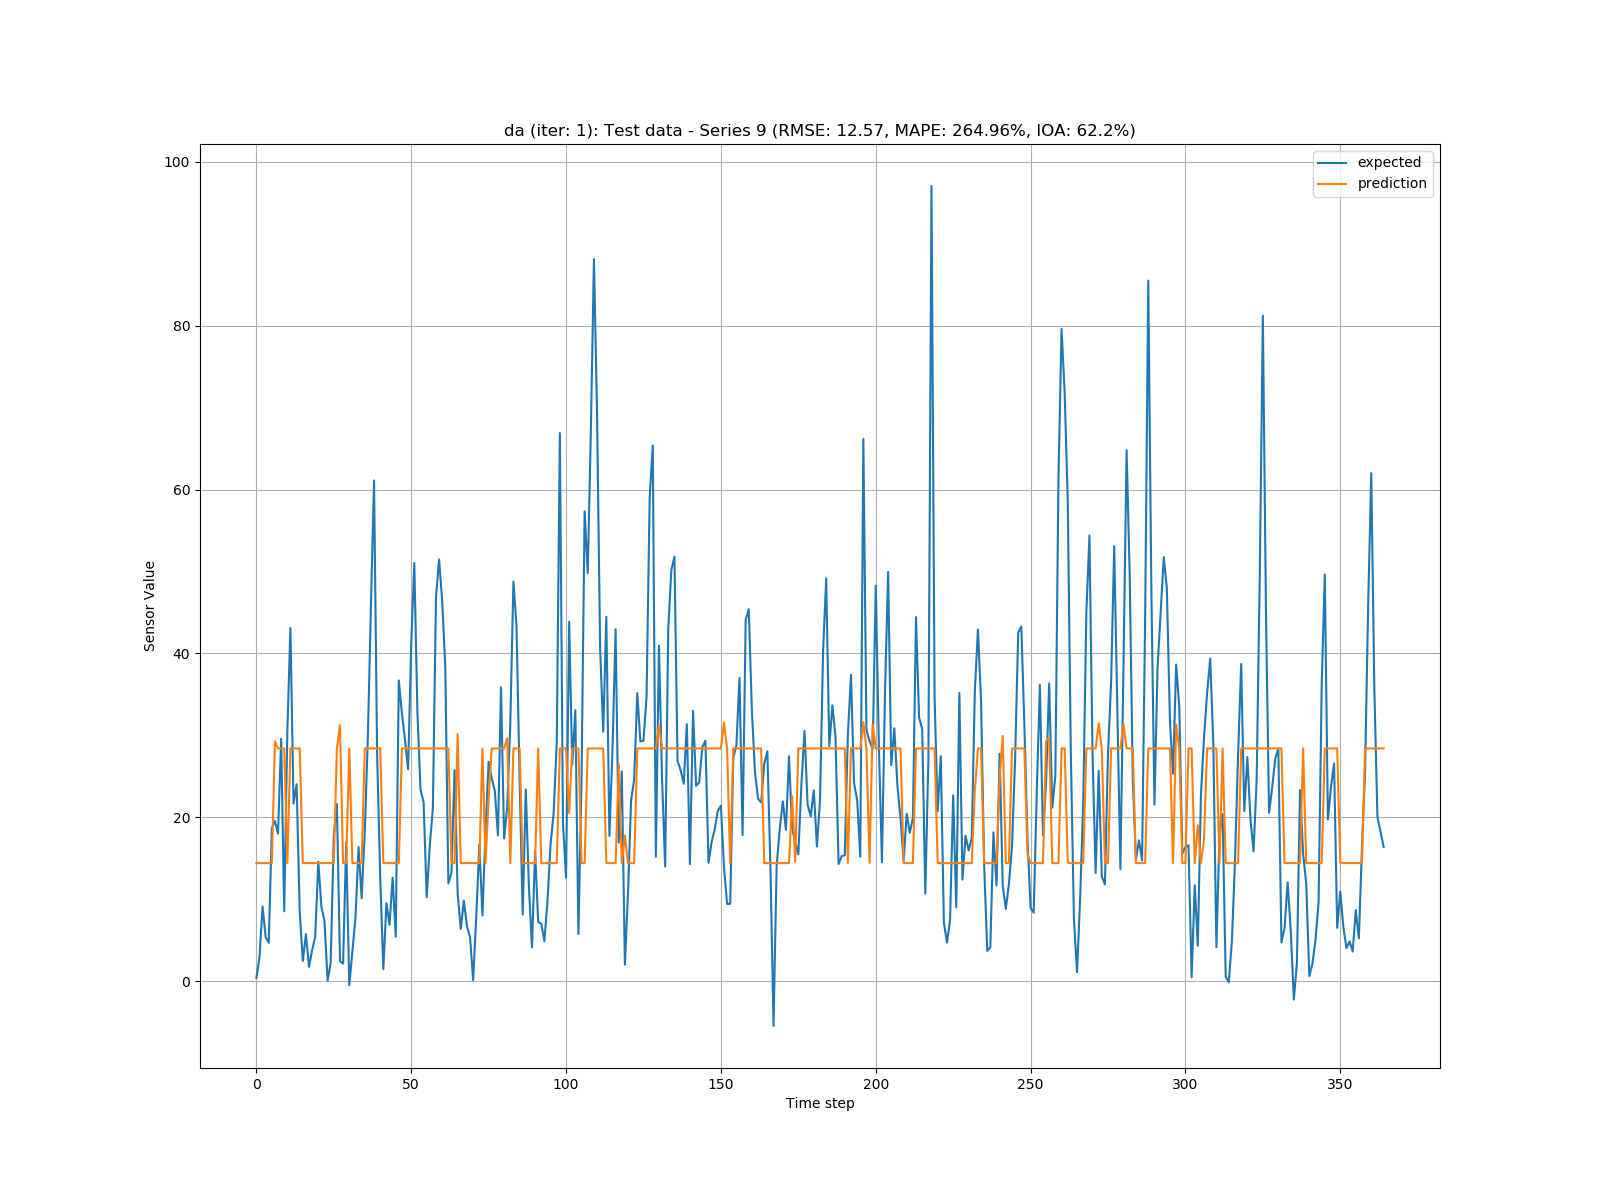 da (iter: 1): Test data - Series 9 (RMSE: 12.57, MAPE: 264.96%, IOA: 62.2%)
expected
prediction
100
80
60
40
20
0
Sensor Value
0 50 100 150 200 250 300 350
Time step